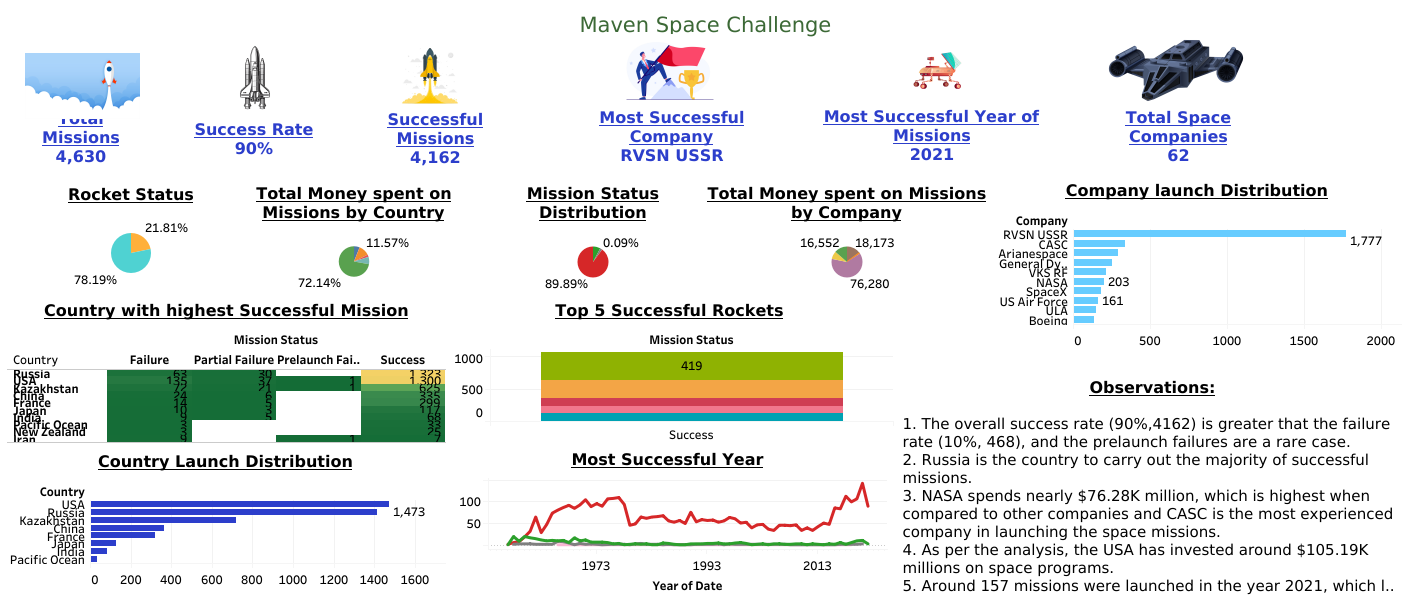 Maven Space Challenge
Total
Missions
4,630
Success Rate
90%
Successful
Missions
4,162
Most Successful
Company
RVSN USSR
Most Successful Year of
Missions
2021
Total Space
Companies
62
Rocket Status
21.81%
78.19%
Total Money spent on
Missions by Country
11.57%
72.14%
Mission Status
Distribution
0.09%
89.89%
Total Money spent on Missions
by Company
16,552 18,173
76,280
Company launch Distribution
Company
RVSN USSR
1,777
CASC
Arianespace
General Dy..
VKS RF
NASA 203
SpaceX
US Air Force 161
ULA
Boeing
0 500 1000 1500 2000
Country with highest Successful Mission
Mission Status
Country Failure Partial Failure Prelaunch Fai.. Success
Russia 63 30 1,323
USA 135 37 1 1,300
Kazakhstan 72 21 1 625
China 24 6 335
France 14 5 299
Japan 10 3 117
India 9 5 68
Pacific Ocean 3 33
New Zealand 3 25
Iran 9 1 7
Top 5 Successful Rockets
Mission Status
1000
419
500
0
Success
Country Launch Distribution
Country
USA
Russia 1,473
Kazakhstan
China
France
Japan
India
Pacific Ocean
0 200 400 600 800 1000 1200 1400 1600
Most Successful Year
100
50
1973 1993 2013
Year of Date
Observations:
1. The overall success rate (90%,4162) is greater that the failure
rate (10%, 468), and the prelaunch failures are a rare case.
2. Russia is the country to carry out the majority of successful
missions.
3. NASA spends nearly $76.28K million, which is highest when
compared to other companies and CASC is the most experienced
company in launching the space missions.
4. As per the analysis, the USA has invested around $105.19K
millions on space programs.
5. Around 157 missions were launched in the year 2021, which l..